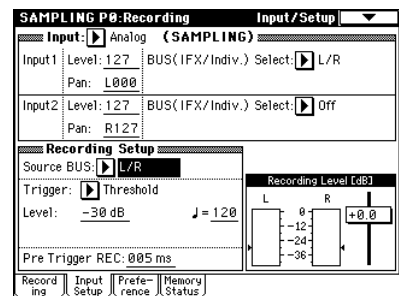 SAMPLING P0:Recording Input/Setup
Input: Analog (SAMPLING)
Input1 Level: 127 BUS(IFX/Indiv.) Select: L/R
Pan: L000
Input2 Level: 127 BUS(IFX/Indiv.) Select: Off
Pan: R127
Recording Setup
Source BUS: L/R
Trigger: Threshold
Level: -30 dB ♩= 120
Pre Trigger REC: 005 ms
Recording Level [dB]
L R
0
-12
-24
-36
+0.0
Record Input Prefe- Memory
ing Setup rence Status